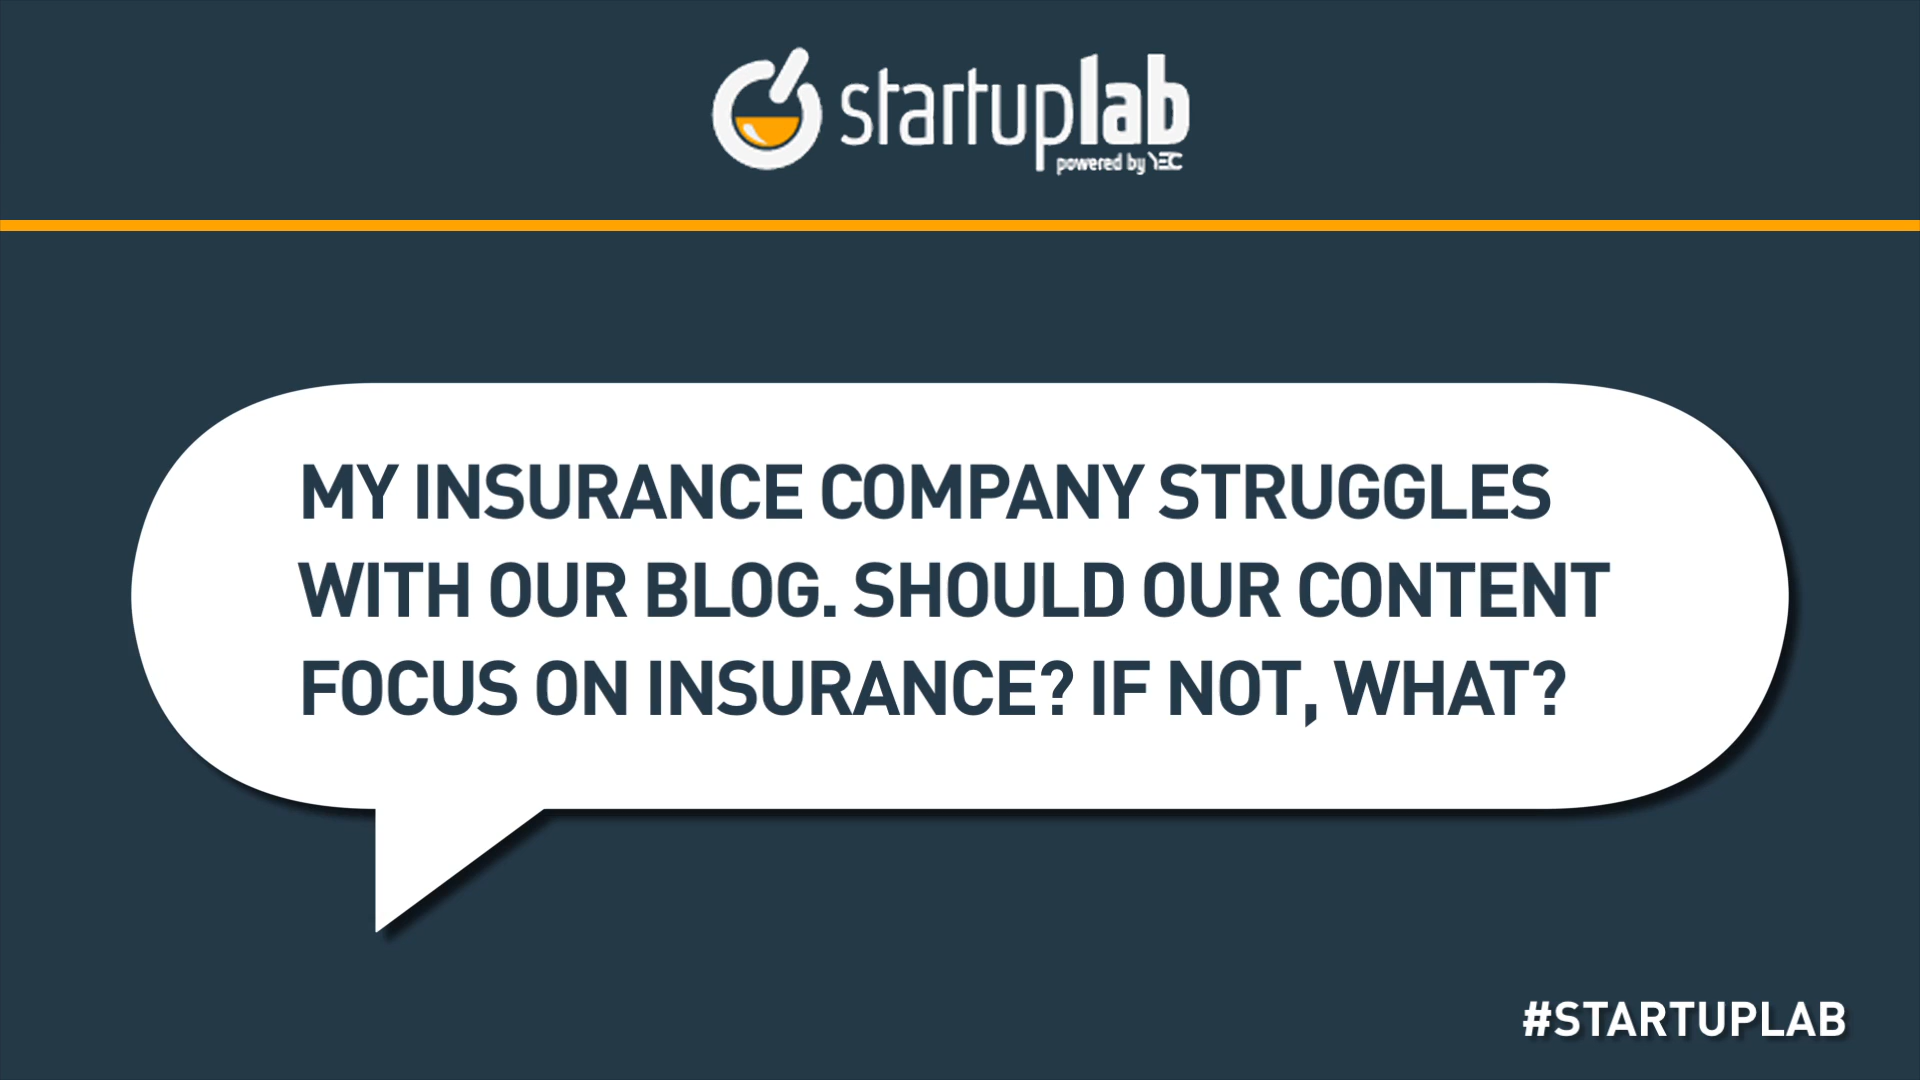 startuplab
powered by YEC
MY INSURANCE COMPANY STRUGGLES
WITH OUR BLOG. SHOULD OUR CONTENT
FOCUS ON INSURANCE? IF NOT, WHAT?
#STARTUPLAB